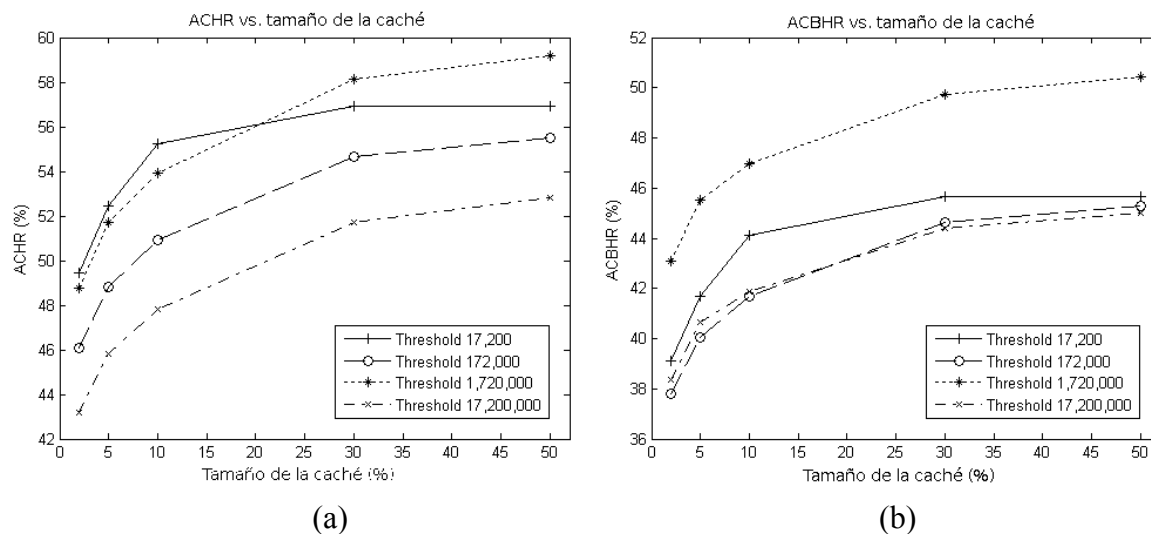 ACHR vs. tamaño de la caché
60
58
56
54
52
50
48
46
44
42
ACHR (%)
0 5 10 15 20 25 30 35 40 45 50
Tamaño de la caché (%)
Threshold 17,200
Threshold 172,000
Threshold 1,720,000
Threshold 17,200,000
(a)
ACBHR vs. tamaño de la caché
52
50
48
46
44
42
40
38
36
ACBHR (%)
0 5 10 15 20 25 30 35 40 45 50
Tamaño de la caché (%)
Threshold 17,200
Threshold 172,000
Threshold 1,720,000
Threshold 17,200,000
(b)